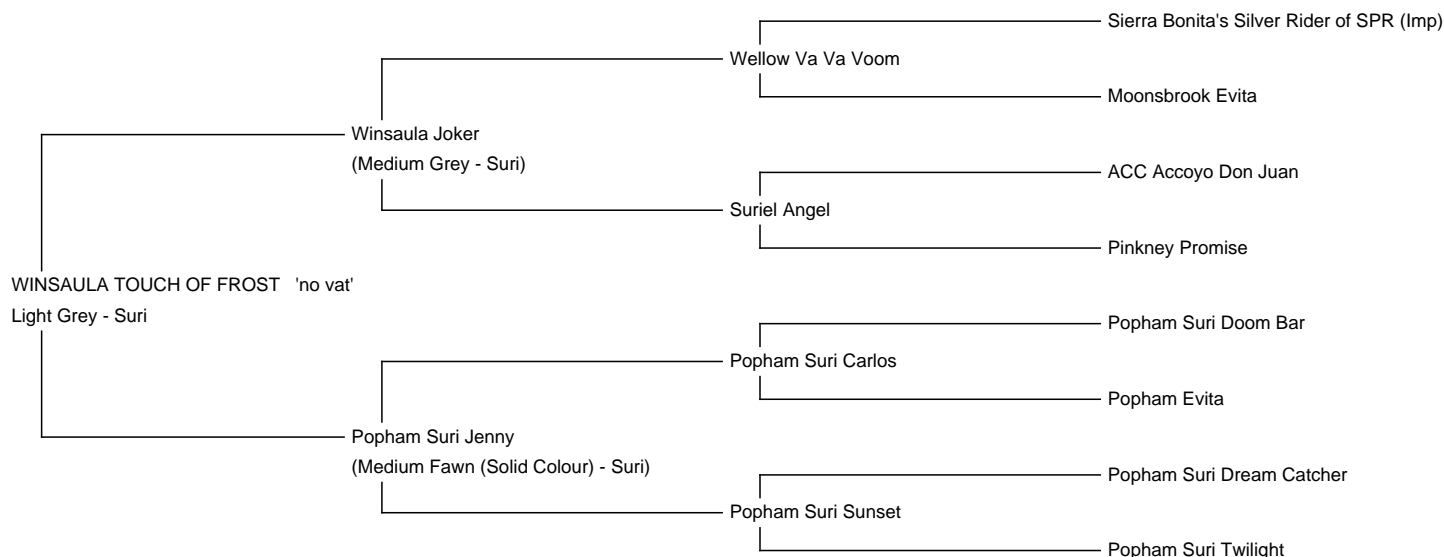 Sierra Bonita's Silver Rider of SPR (Imp)
Wellow Va Va Voom
Moonsbrook Evita
Winsaula Joker
(Medium Grey - Suri)
ACC Accoyo Don Juan
Suriel Angel
Pinkney Promise
WINSAULA TOUCH OF FROST 'no vat'
Light Grey - Suri
Popham Suri Doom Bar
Popham Suri Carlos
Popham Evita
Popham Suri Jenny
(Medium Fawn (Solid Colour) - Suri)
Popham Suri Dream Catcher
Popham Suri Sunset
Popham Suri Twilight